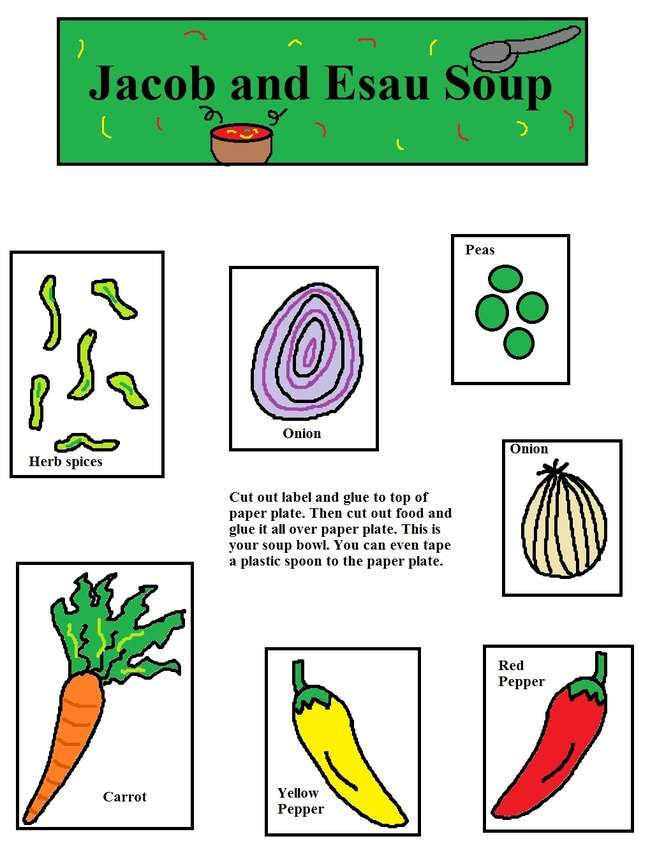 Jacob and Esau Soup
Peas
Herb spices
Onion
Onion
Cut out label and glue to top of
paper plate. Then cut out food and
glue it all over paper plate. This is
your soup bowl. You can even tape
a plastic spoon to the paper plate.
Carrot
Yellow
Pepper
Red
Pepper